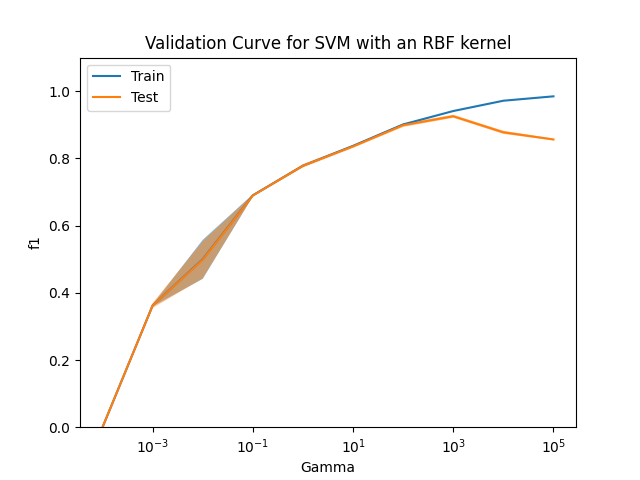 Validation Curve for SVM with an RBF kernel
Train
Test
1.0
0.8
0.6
0.4
0.2
0.0
f1
10⁻³ 10⁻¹ 10¹ 10³ 10⁵
Gamma